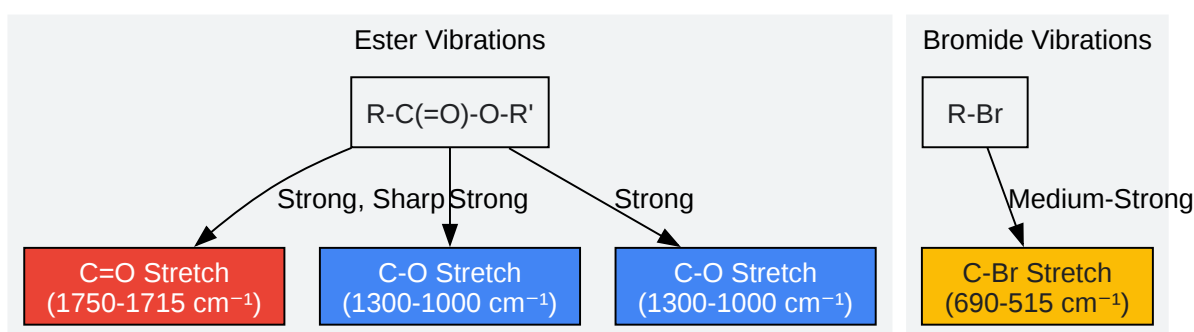 Ester Vibrations
Bromide Vibrations
R-C(=O)-O-R'
R-Br
Strong, Sharp
Strong
Strong
Medium-Strong
C=O Stretch
(1750-1715 cm⁻¹)
C-O Stretch
(1300-1000 cm⁻¹)
C-O Stretch
(1300-1000 cm⁻¹)
C-Br Stretch
(690-515 cm⁻¹)